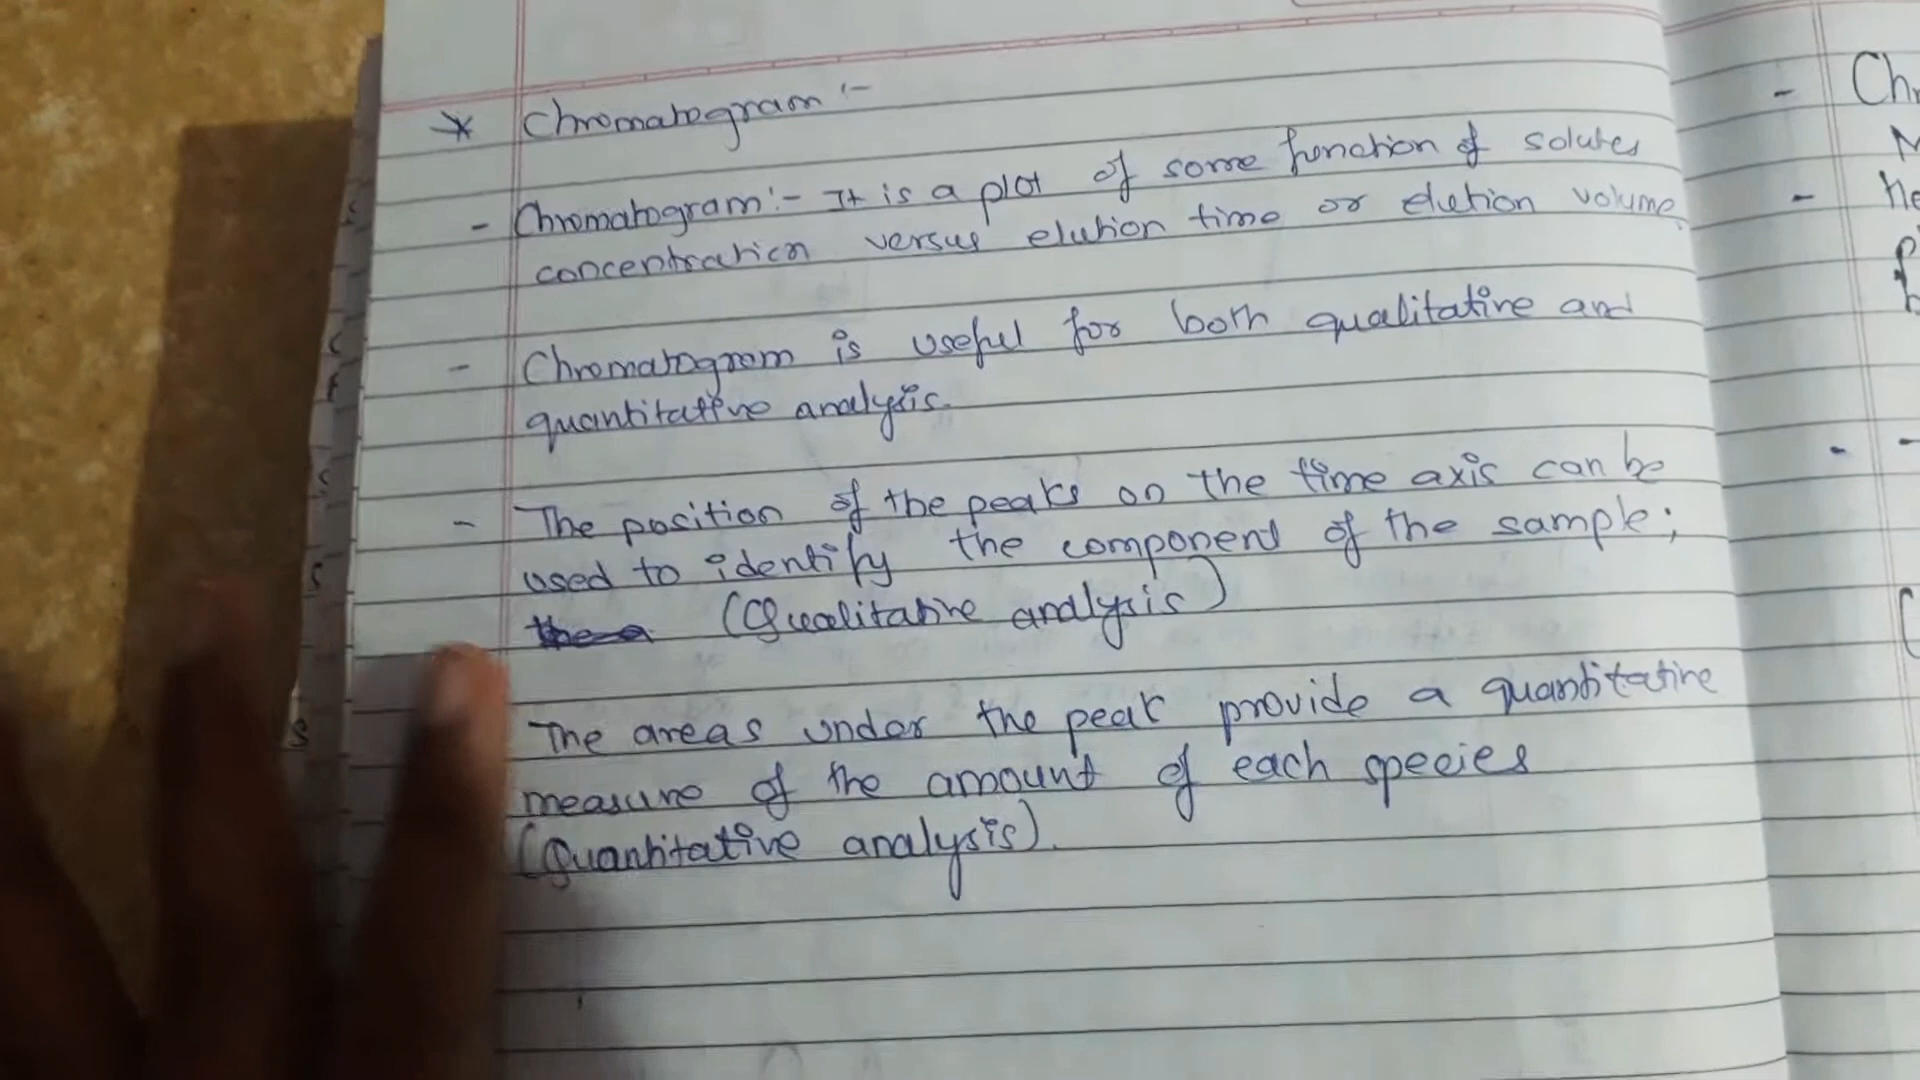 * Chromatogram :-
- Chromatogram :- It is a plot of some function of solutes
concentration versus elution time or elution volume.
- Chromatogram is useful for both qualitative and
quantitative analysis.
- The position of the peaks on the time axis can be
used to identify the component of the sample;
(Qualitative analysis)
The areas under the peak provide a quantitative
measure of the amount of each species
(Quantitative analysis).